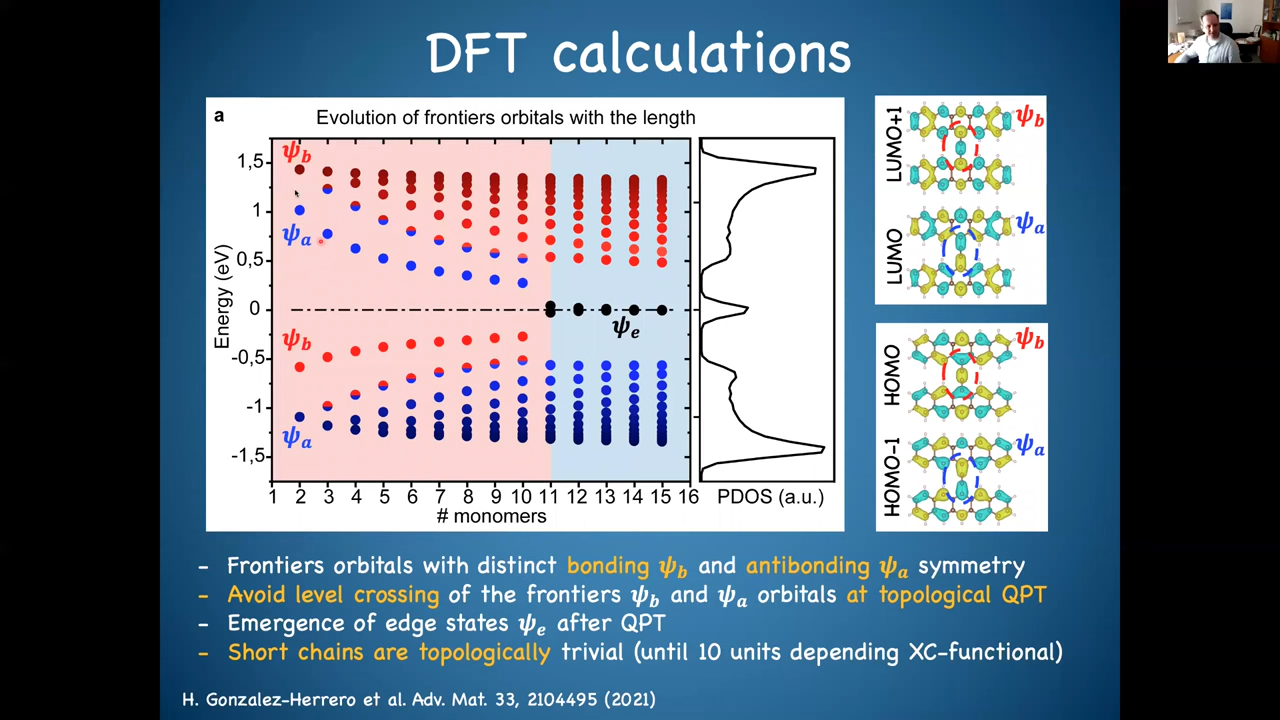 DFT calculations
a
Evolution of frontiers orbitals with the length
Energy (eV)
1,5
1
0,5
0
-0,5
-1
-1,5
ψb
ψa
ψb
ψa
ψe
1 2 3 4 5 6 7 8 9 10 11 12 13 14 15 16
# monomers
PDOS (a.u.)
LUMO+1
ψb
LUMO
ψa
HOMO
ψb
HOMO-1
ψa
- Frontiers orbitals with distinct bonding ψb and antibonding ψa symmetry
- Avoid level crossing of the frontiers ψb and ψa orbitals at topological QPT
- Emergence of edge states ψe after QPT
- Short chains are topologically trivial (until 10 units depending XC-functional)
H. Gonzalez-Herrero et al. Adv. Mat. 33, 2104495 (2021)